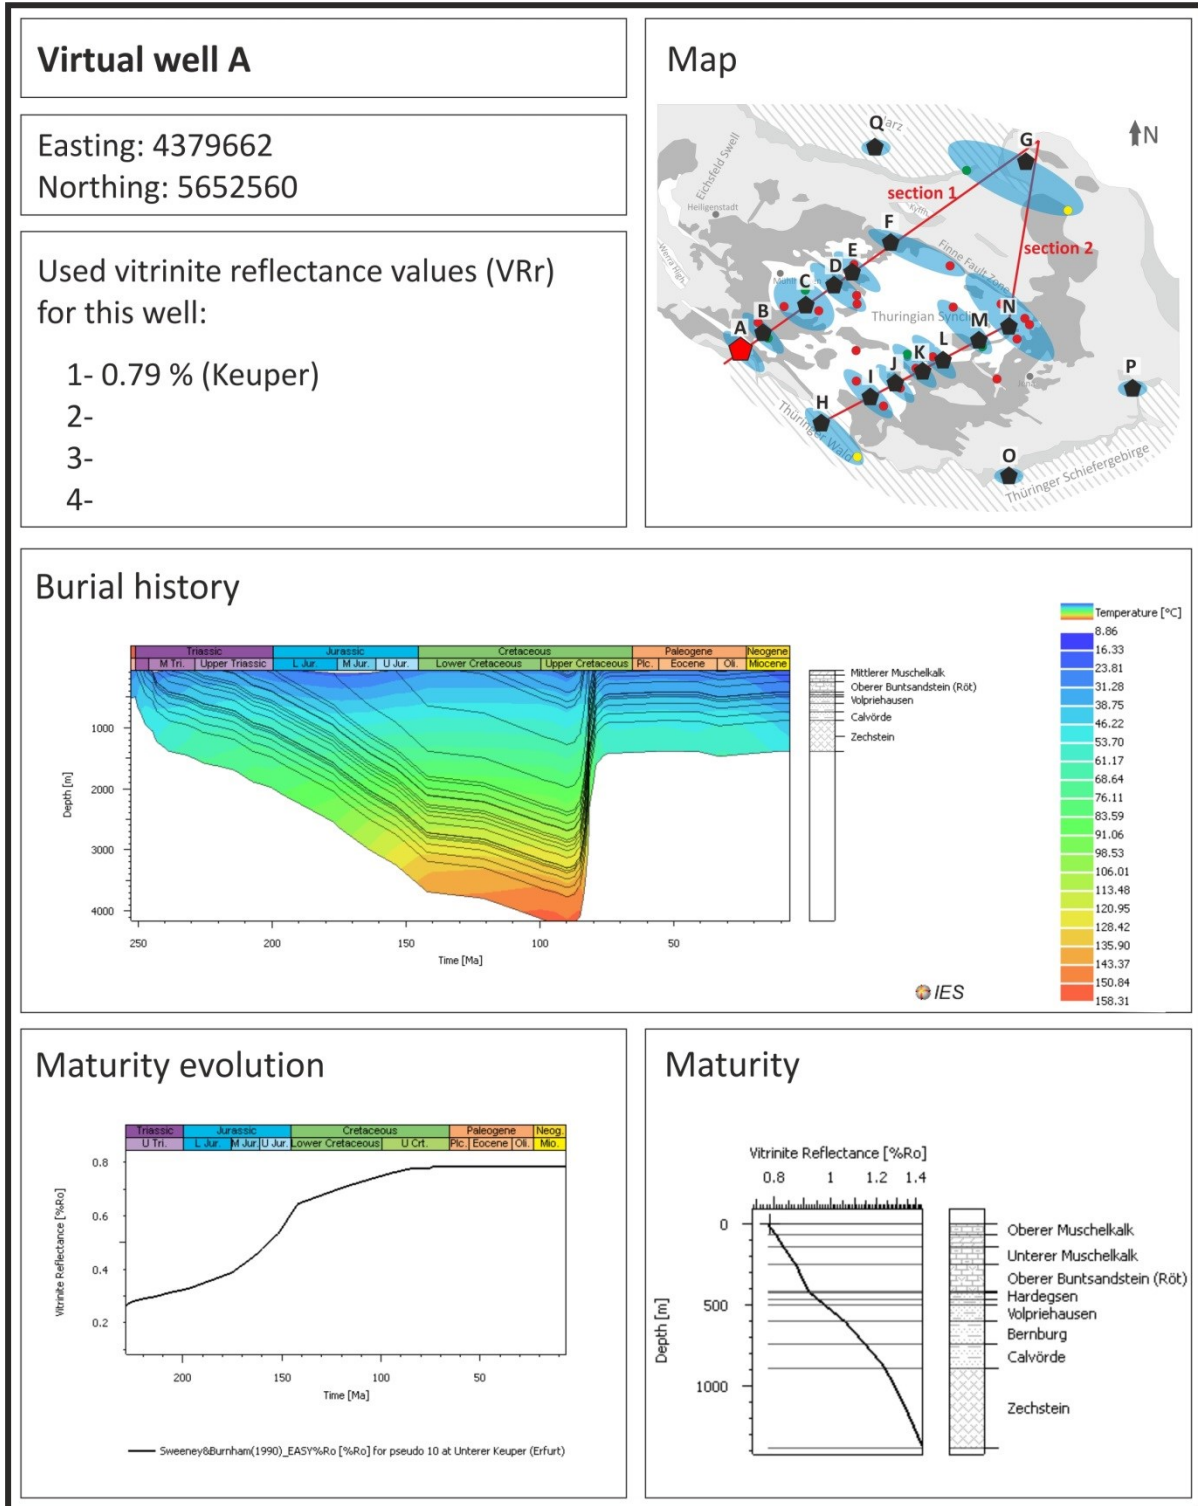 Virtual well A
Easting: 4379662
Northing: 5652560
Used vitrinite reflectance values (VRr)
for this well:
1- 0.79 % (Keuper)
2-
3-
4-
Map
N
Q
G
Eichsfeld Swell
Heiligenstadt
section 1
F
Werra High
Finne Fault Zone
section 2
E
D
C
Thuringian
B
A
M
N
L
K
J
I
H
P
Thüringer Wald
O
Thüringer Schiefergebirge
Burial history
Triassic Jurassic Cretaceous Paleogene Neogene
M Tri. Upper Triassic L Jur. M Jur. U Jur. Lower Cretaceous Upper Cretaceous Plc. Eocene Oli. Miocene
Depth [m]
1000
2000
3000
4000
250 200 150 100 50
Time [Ma]
Mittlerer Muschelkalk
Oberer Buntsandstein (Röt)
Volpriehausen
Calvörde
Zechstein
IES
Temperature [°C]
8.86
16.33
23.81
31.28
38.75
46.22
53.70
61.17
68.64
76.11
83.59
91.06
98.53
106.01
113.48
120.95
128.42
135.90
143.37
150.84
158.31
Maturity evolution
Triassic Jurassic Cretaceous Paleogene Neog.
U Tri. L Jur. M Jur. U Jur. Lower Cretaceous U Crt. Plc. Eocene Oli. Mio.
Vitrinite Reflectance [%Ro]
0.8
0.6
0.4
0.2
200 150 100 50
Time [Ma]
Sweeney&Burnham(1990)_EASY%Ro [%Ro] for pseudo 10 at Unterer Keuper (Erfurt)
Maturity
Vitrinite Reflectance [%Ro]
0.8 1 1.2 1.4
Depth [m]
0
500
1000
Oberer Muschelkalk
Unterer Muschelkalk
Oberer Buntsandstein (Röt)
Hardegsen
Volpriehausen
Bernburg
Calvörde
Zechstein